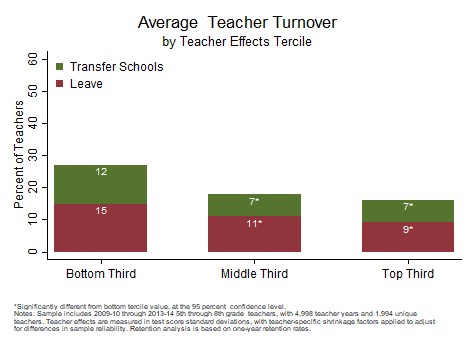 Average  Teacher Turnover
by Teacher Effects Tercile
Transfer Schools
Leave
Percent of Teachers
60
50
40
30
20
10
0
12
15
7*
11*
7*
9*
Bottom Third
Middle Third
Top Third
*Significantly different from bottom tercile value, at the 95 percent  confidence level.
Notes: Sample includes 2009-10 through 2013-14 5th through 8th grade  teachers, with 4,998 teacher years and 1,994 unique
teachers. Teacher effects are measured in test score standard deviations, with teacher-specific shrinkage factors applied to adjust
for differences in sample reliability. Retention analysis is based on one-year retention rates.